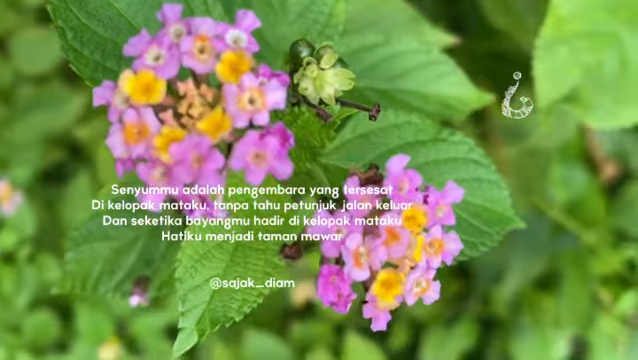 Senyummu adalah pengembara yang tersesat
Di kelopak mataku, tanpa tahu petunjuk jalan keluar
Dan seketika bayangmu hadir di kelopak mataku
Hatiku menjadi taman mawar
@sajak_diam